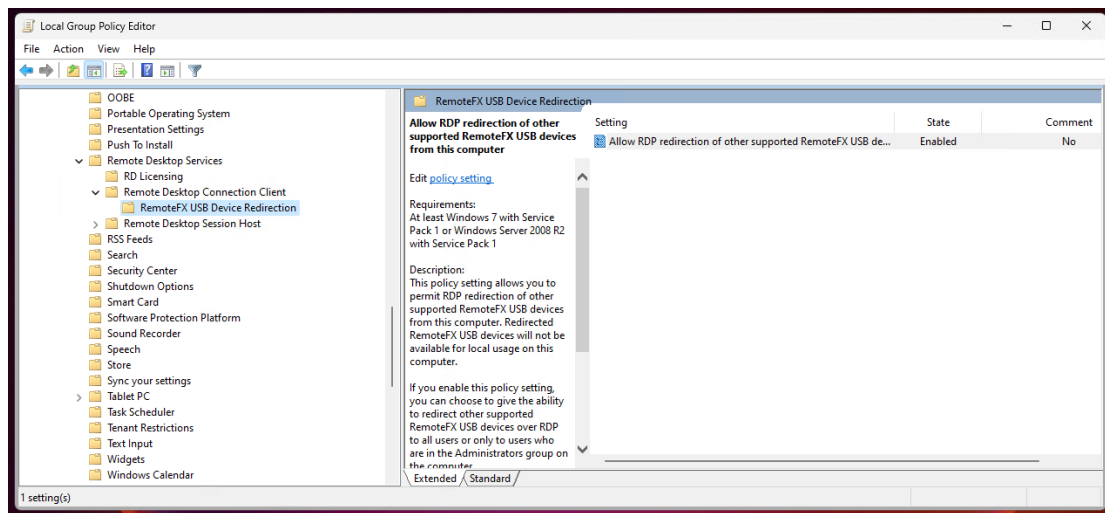 Local Group Policy Editor
File Action View Help
OOBE
Portable Operating System
Presentation Settings
Push To Install
Remote Desktop Services
RD Licensing
Remote Desktop Connection Client
RemoteFX USB Device Redirection
Remote Desktop Session Host
RSS Feeds
Search
Security Center
Shutdown Options
Smart Card
Software Protection Platform
Sound Recorder
Speech
Store
Sync your settings
Tablet PC
Task Scheduler
Tenant Restrictions
Text Input
Widgets
Windows Calendar
RemoteFX USB Device Redirection
Allow RDP redirection of other
supported RemoteFX USB devices
from this computer
Edit policy setting
Requirements:
At least Windows 7 with Service
Pack 1 or Windows Server 2008 R2
with Service Pack 1
Description:
This policy setting allows you to
permit RDP redirection of other
supported RemoteFX USB devices
from this computer. Redirected
RemoteFX USB devices will not be
available for local usage on this
computer.
If you enable this policy setting,
you can choose to give the ability
to redirect other supported
RemoteFX USB devices over RDP
to all users or only to users who
are in the Administrators group on
the computer
Setting State Comment
Allow RDP redirection of other supported RemoteFX USB de... Enabled No
Extended Standard
1 setting(s)